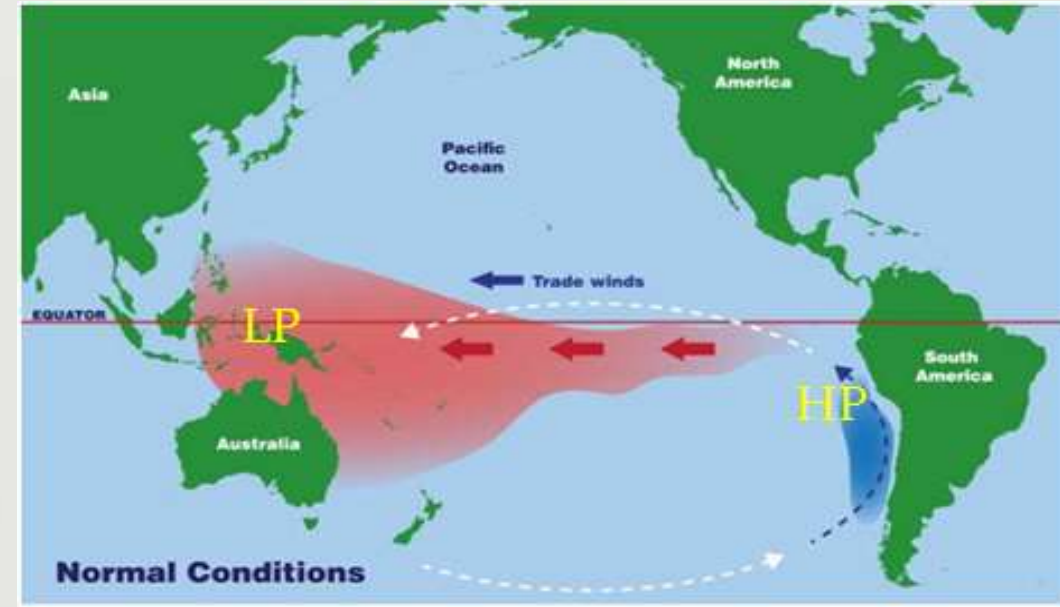 Asia
North
America
Pacific
Ocean
Trade winds
EQUATOR
LP
South
America
HP
Australia
Normal Conditions